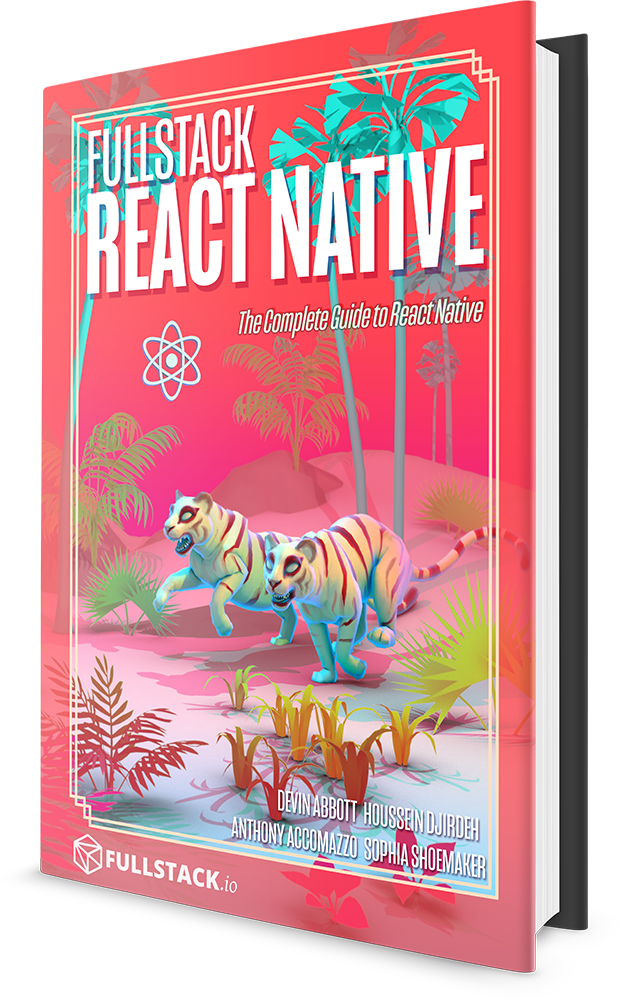 FULLSTACK
REACT NATIVE
The Complete Guide to React Native
DEVIN ABBOTT HOUSSEIN DJIRDEH
ANTHONY ACCOMAZZO SOPHIA SHOEMAKER
FULLSTACK.io